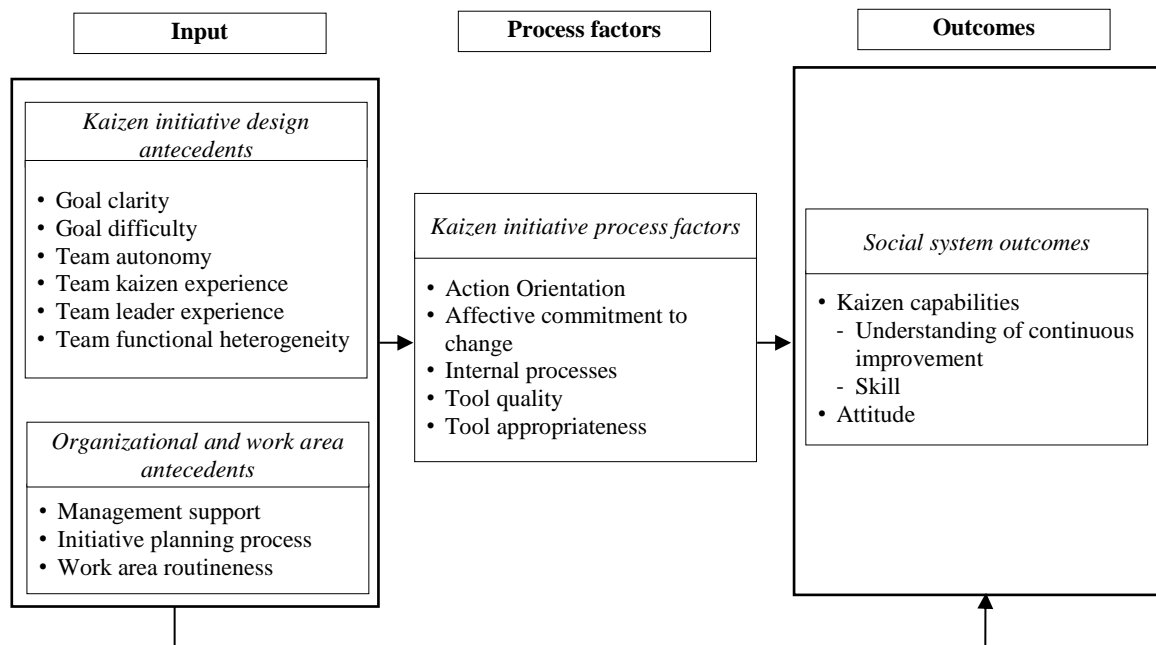 Input
Process factors
Outcomes
Kaizen initiative design
antecedents
• Goal clarity
• Goal difficulty
• Team autonomy
• Team kaizen experience
• Team leader experience
• Team functional heterogeneity
Organizational and work area
antecedents
• Management support
• Initiative planning process
• Work area routineness
Kaizen initiative process factors
• Action Orientation
• Affective commitment to
change
• Internal processes
• Tool quality
• Tool appropriateness
Social system outcomes
• Kaizen capabilities
- Understanding of continuous
improvement
- Skill
• Attitude